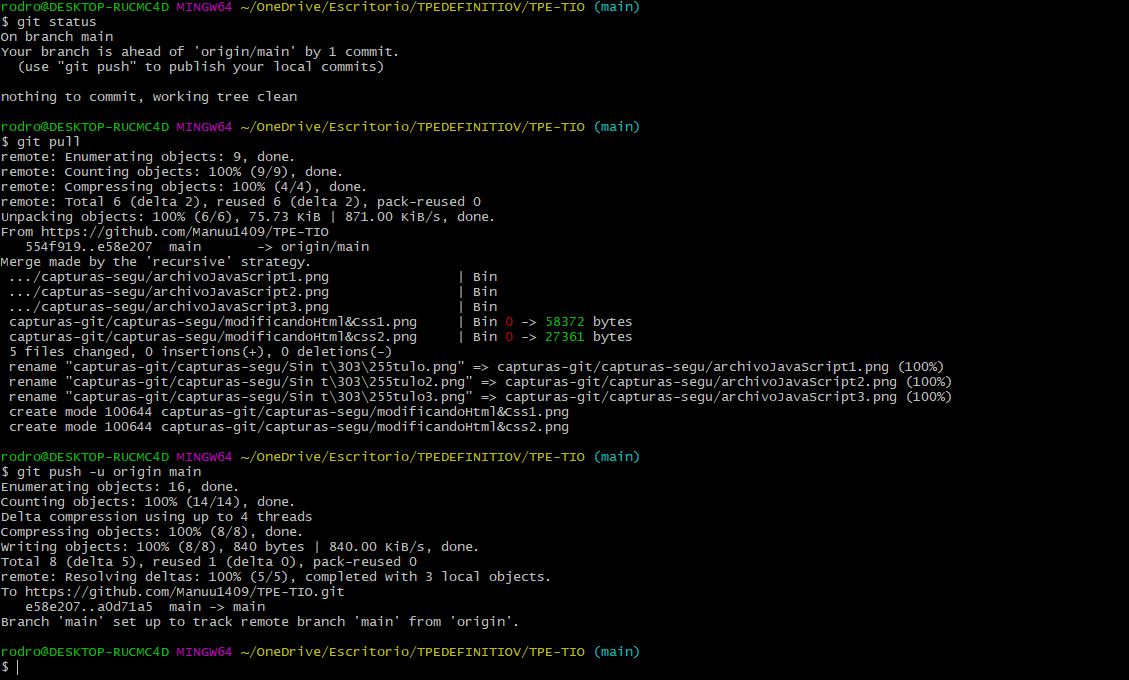 rodro@DESKTOP-RUCMC4D MINGW64 ~/OneDrive/Escritorio/TPEDEFINITIOV/TPE-TIO (main)
$ git status
On branch main
Your branch is ahead of 'origin/main' by 1 commit.
  (use "git push" to publish your local commits)

nothing to commit, working tree clean

rodro@DESKTOP-RUCMC4D MINGW64 ~/OneDrive/Escritorio/TPEDEFINITIOV/TPE-TIO (main)
$ git pull
remote: Enumerating objects: 9, done.
remote: Counting objects: 100% (9/9), done.
remote: Compressing objects: 100% (4/4), done.
remote: Total 6 (delta 2), reused 6 (delta 2), pack-reused 0
Unpacking objects: 100% (6/6), 75.73 KiB | 871.00 KiB/s, done.
From https://github.com/Manuu1409/TPE-TIO
   554f919..e58e207  main       -> origin/main
Merge made by the 'recursive' strategy.
 .../capturas-segu/archivoJavaScript1.png                | Bin
 .../capturas-segu/archivoJavaScript2.png                | Bin
 .../capturas-segu/archivoJavaScript3.png                | Bin
 capturas-git/capturas-segu/modificandoHtml&Css1.png     | Bin 0 -> 58372 bytes
 capturas-git/capturas-segu/modificandoHtml&css2.png     | Bin 0 -> 27361 bytes
 5 files changed, 0 insertions(+), 0 deletions(-)
 rename "capturas-git/capturas-segu/Sin t\303\255tulo.png" => capturas-git/capturas-segu/archivoJavaScript1.png (100%)
 rename "capturas-git/capturas-segu/Sin t\303\255tulo2.png" => capturas-git/capturas-segu/archivoJavaScript2.png (100%)
 rename "capturas-git/capturas-segu/Sin t\303\255tulo3.png" => capturas-git/capturas-segu/archivoJavaScript3.png (100%)
 create mode 100644 capturas-git/capturas-segu/modificandoHtml&Css1.png
 create mode 100644 capturas-git/capturas-segu/modificandoHtml&css2.png

rodro@DESKTOP-RUCMC4D MINGW64 ~/OneDrive/Escritorio/TPEDEFINITIOV/TPE-TIO (main)
$ git push -u origin main
Enumerating objects: 16, done.
Counting objects: 100% (14/14), done.
Delta compression using up to 4 threads
Compressing objects: 100% (8/8), done.
Writing objects: 100% (8/8), 840 bytes | 840.00 KiB/s, done.
Total 8 (delta 5), reused 1 (delta 0), pack-reused 0
remote: Resolving deltas: 100% (5/5), completed with 3 local objects.
To https://github.com/Manuu1409/TPE-TIO.git
   e58e207..a0d71a5  main -> main
Branch 'main' set up to track remote branch 'main' from 'origin'.

rodro@DESKTOP-RUCMC4D MINGW64 ~/OneDrive/Escritorio/TPEDEFINITIOV/TPE-TIO (main)
$